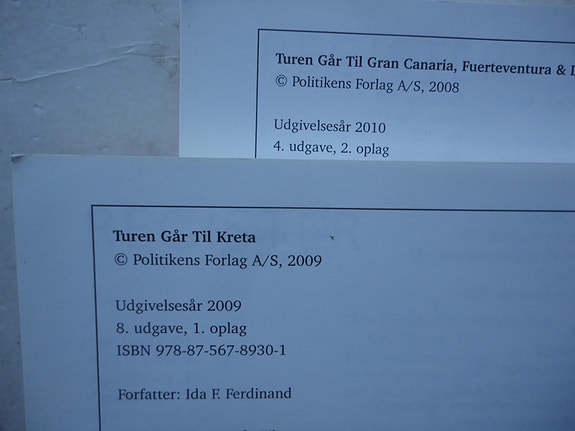 Turen Går Til Gran Canaria, Fuerteventura &
© Politikens Forlag A/S, 2008
Udgivelsesår 2010
4. udgave, 2. oplag
Turen Går Til Kreta
© Politikens Forlag A/S, 2009
Udgivelsesår 2009
8. udgave, 1. oplag
ISBN 978-87-567-8930-1
Forfatter: Ida F. Ferdinand